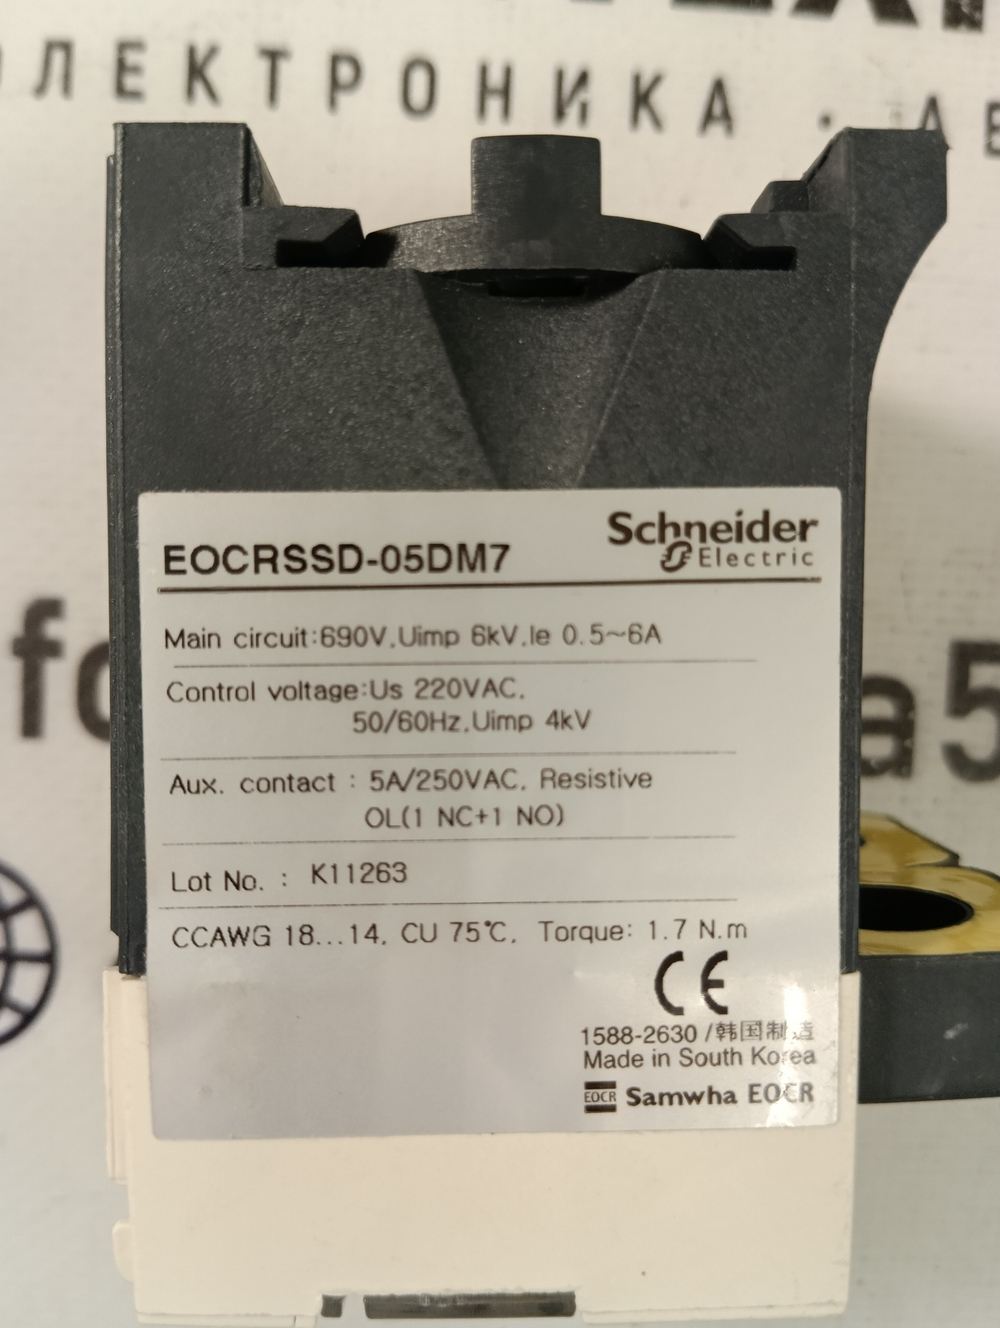 ЛЕКТРОНИКА · АВ
EOCRSSD-05DM7
Schneider
Electric
Main circuit:690V,Uimp 6kV,Ie 0.5~6A
Control voltage:Us 220VAC,
50/60Hz,Uimp 4kV
Aux. contact : 5A/250VAC, Resistive
OL(1 NC+1 NO)
Lot No. : K11263
CCAWG 18...14, CU 75℃, Torque: 1.7 N.m
CE
1588-2630 /韩国制造
Made in South Korea
EOCR Samwha EOCR
fo
a5